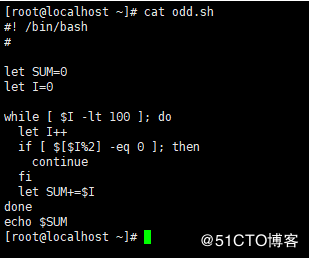 [root@localhost ~]# cat odd.sh
#! /bin/bash
#

let SUM=0
let I=0

while [ $I -lt 100 ]; do
  let I++
  if [ $[$I%2] -eq 0 ]; then
    continue
  fi
  let SUM+=$I
done
echo $SUM
[root@localhost ~]#
@51CTO博客